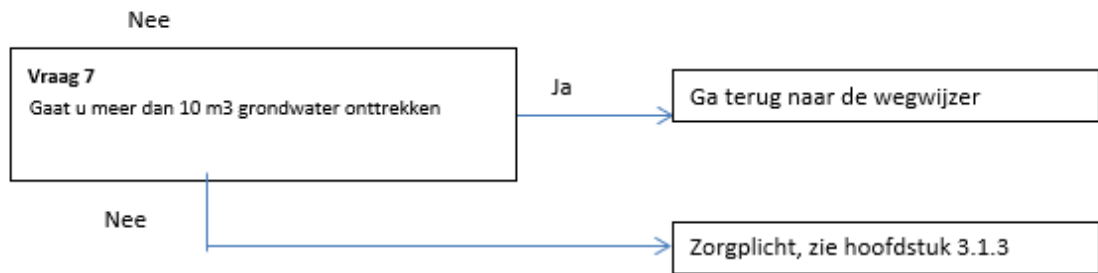 Nee
Vraag 7
Gaat u meer dan 10 m3 grondwater onttrekken
Ja
Ga terug naar de wegwijzer
Nee
Zorgplicht, zie hoofdstuk 3.1.3